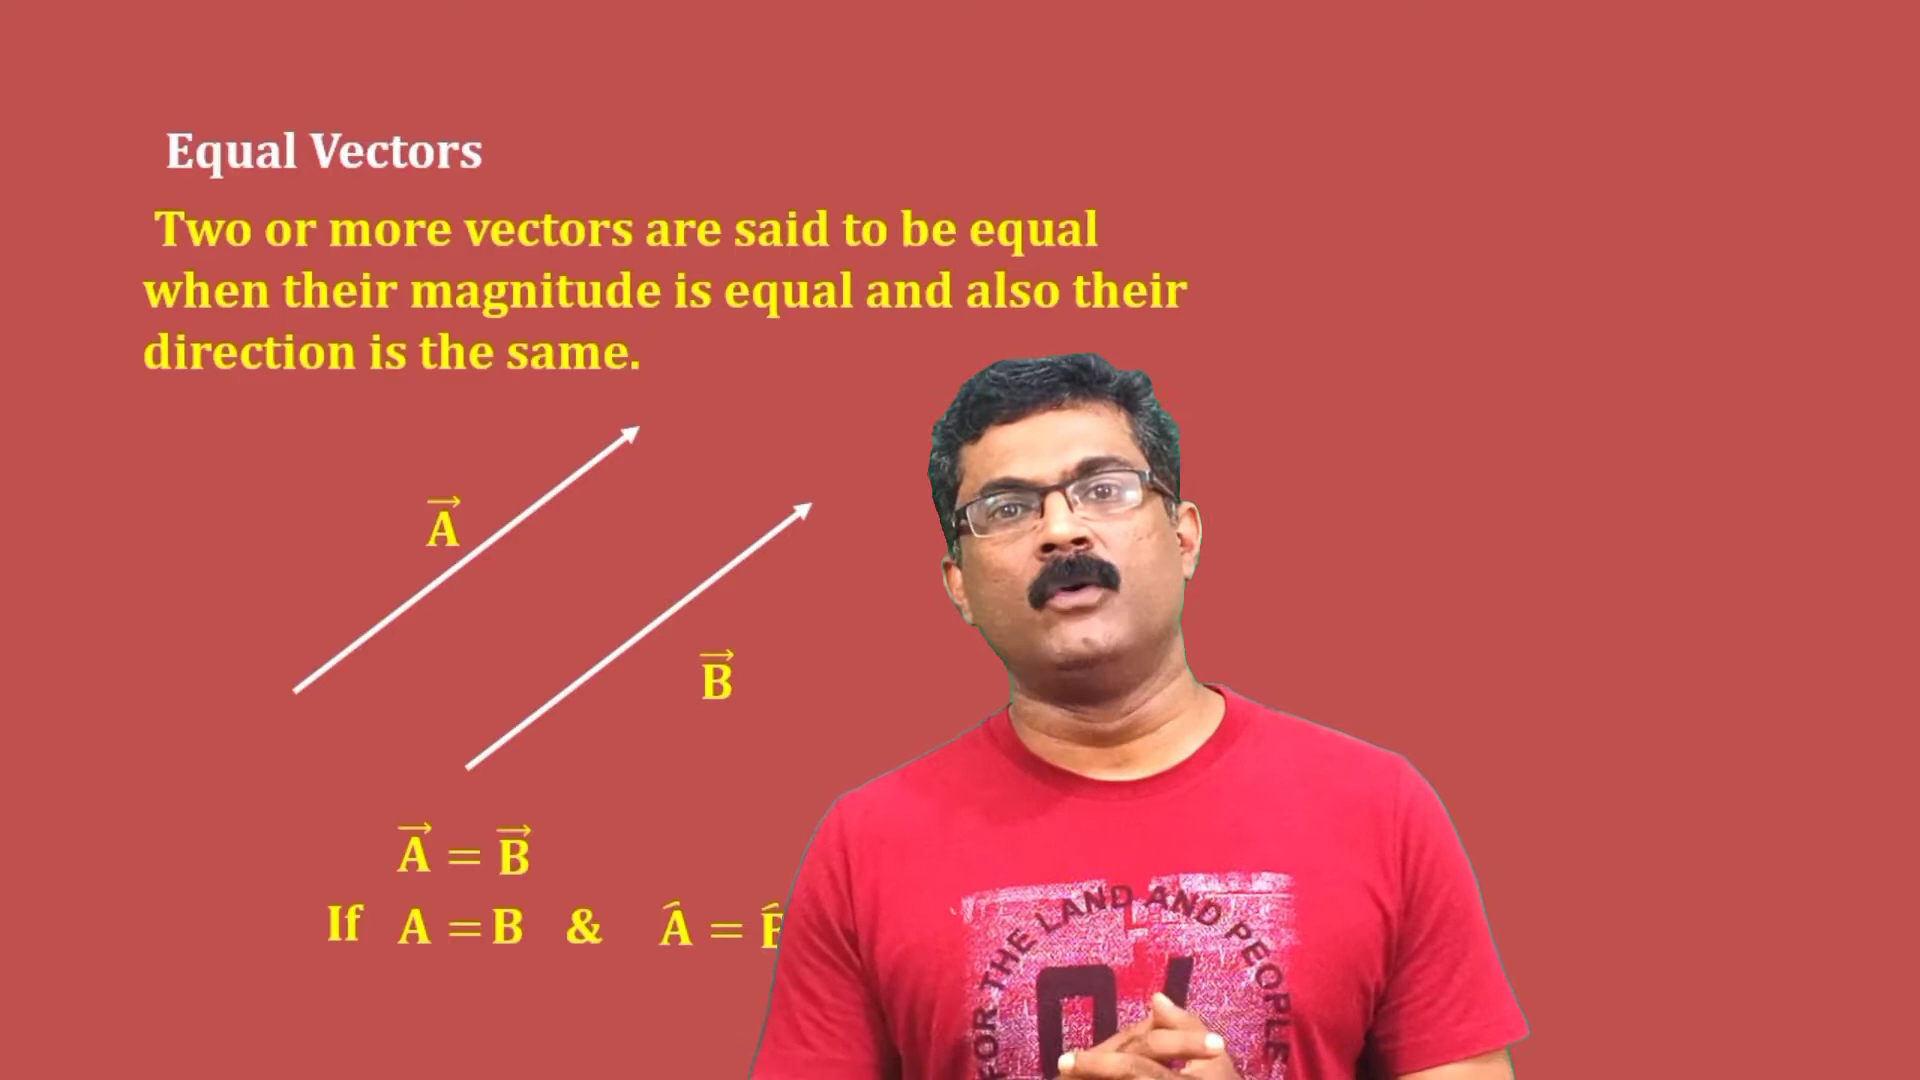 Equal Vectors
Two or more vectors are said to be equal
when their magnitude is equal and also their
direction is the same.
A⃗
B⃗
A⃗ = B⃗
If A = B & Â =
FOR THE LAND AND PEOPLE